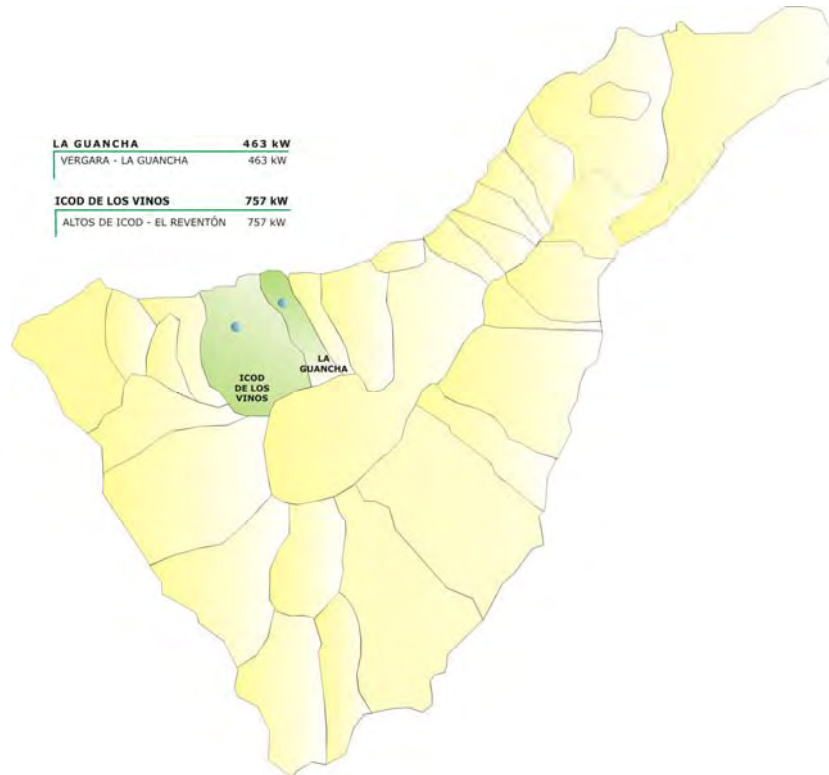 LA GUANCHA 463 kW
VERGARA - LA GUANCHA 463 kW
ICOD DE LOS VINOS 757 kW
ALTOS DE ICOD - EL REVENTÓN 757 kW
LA
GUANCHA
ICOD
DE LOS
VINOS